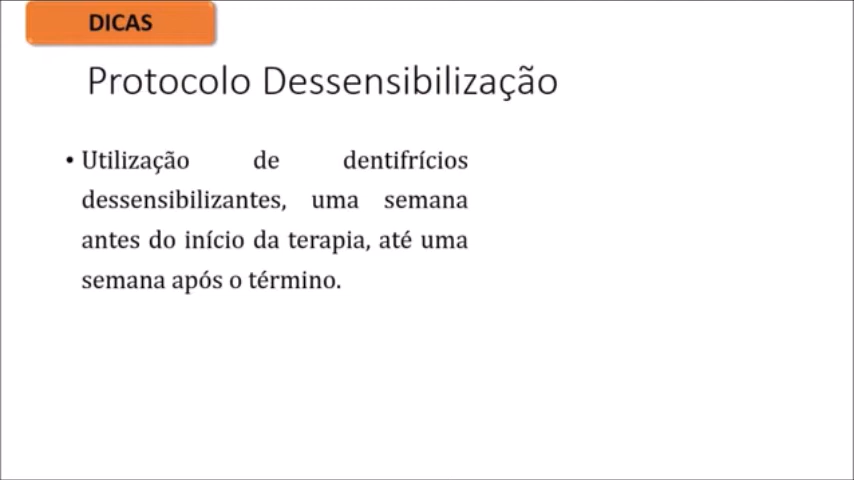 DICAS
Protocolo Dessensibilização
• Utilização de dentifrícios
dessensibilizantes, uma semana
antes do início da terapia, até uma
semana após o término.